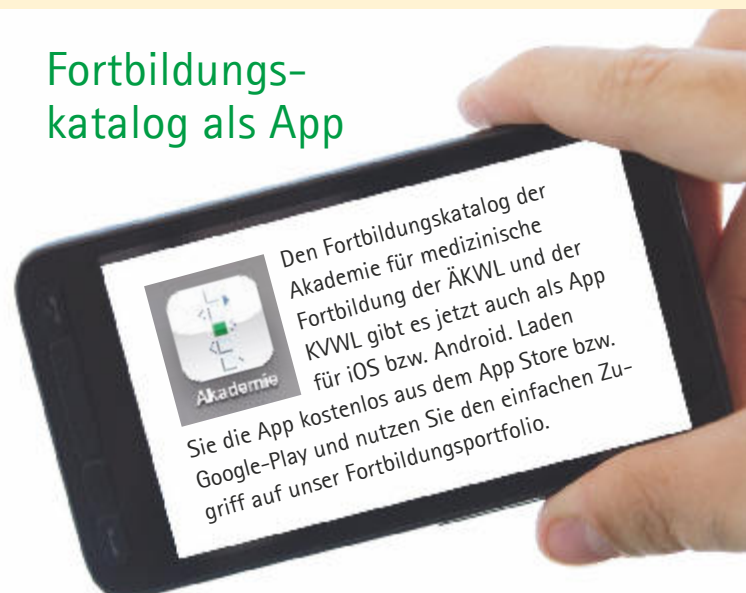 Fortbildungs-
katalog als App
Den Fortbildungskatalog der
Akademie für medizinische
Fortbildung der ÄKWL und der
KVWL gibt es jetzt auch als App
für iOS bzw. Android. Laden
Sie die App kostenlos aus dem App Store bzw.
Google-Play und nutzen Sie den einfachen Zu-
griff auf unser Fortbildungsportfolio.
Akademie